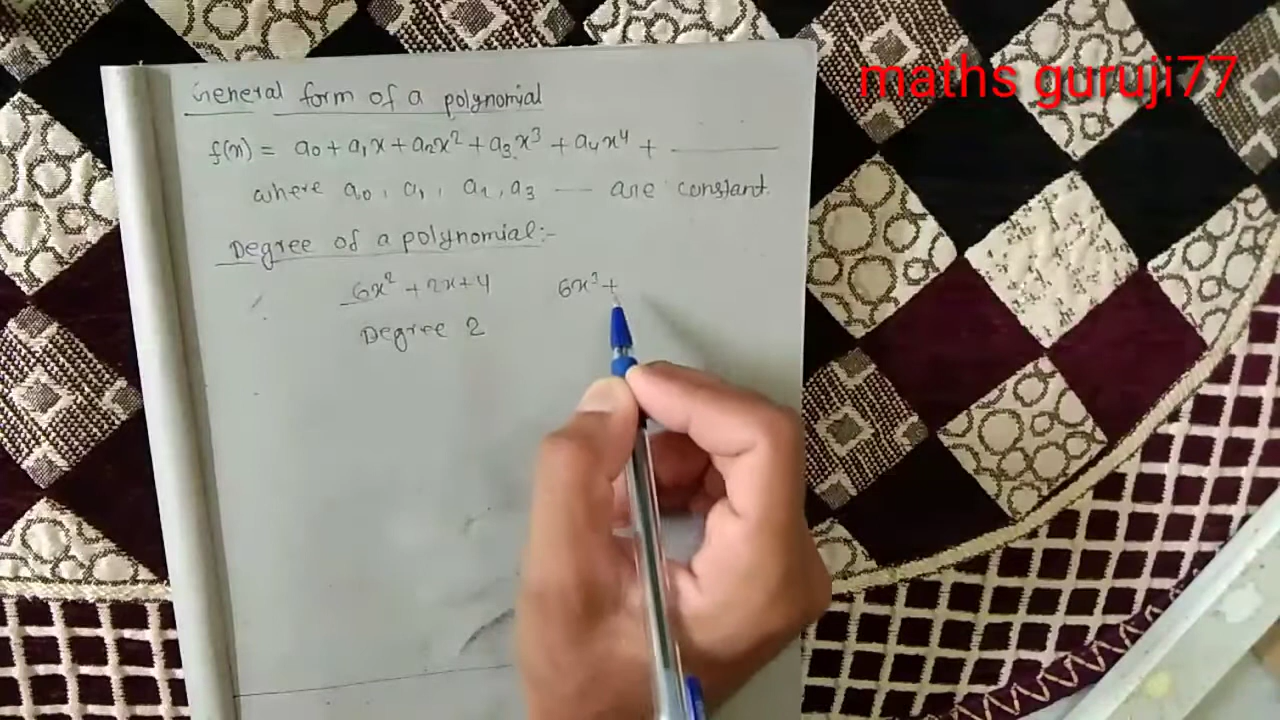 maths guruji77
General form of a polynomial
f(x) = a₀ + a₁x + a₂x² + a₃x³ + a₄x⁴ + ———
where a₀, a₁, a₂, a₃ — are constant.
Degree of a polynomial:-
6x² + 2x + 4 6x³ +
Degree 2